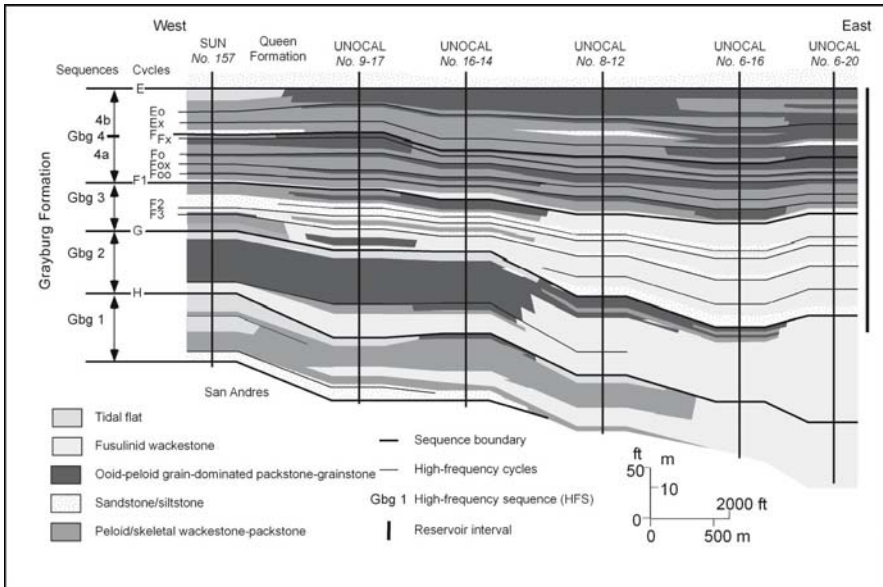 West
East
SUN
No. 157
Queen
Formation
UNOCAL
No. 9-17
UNOCAL
No. 16-14
UNOCAL
No. 8-12
UNOCAL
No. 6-16
UNOCAL
No. 6-20
Sequences
Cycles
E
4b
Eo
Ex
Gbg 4
F
Fx
4a
Fo
Fox
Foo
F1
Gbg 3
F2
F3
G
Gbg 2
H
Gbg 1
Grayburg Formation
San Andres
Tidal flat
Fusulinid wackestone
Ooid-peloid grain-dominated packstone-grainstone
Sandstone/siltstone
Peloid/skeletal wackestone-packstone
Sequence boundary
High-frequency cycles
Gbg 1 High-frequency sequence (HFS)
Reservoir interval
ft m
50
10
0
2000 ft
0 500 m